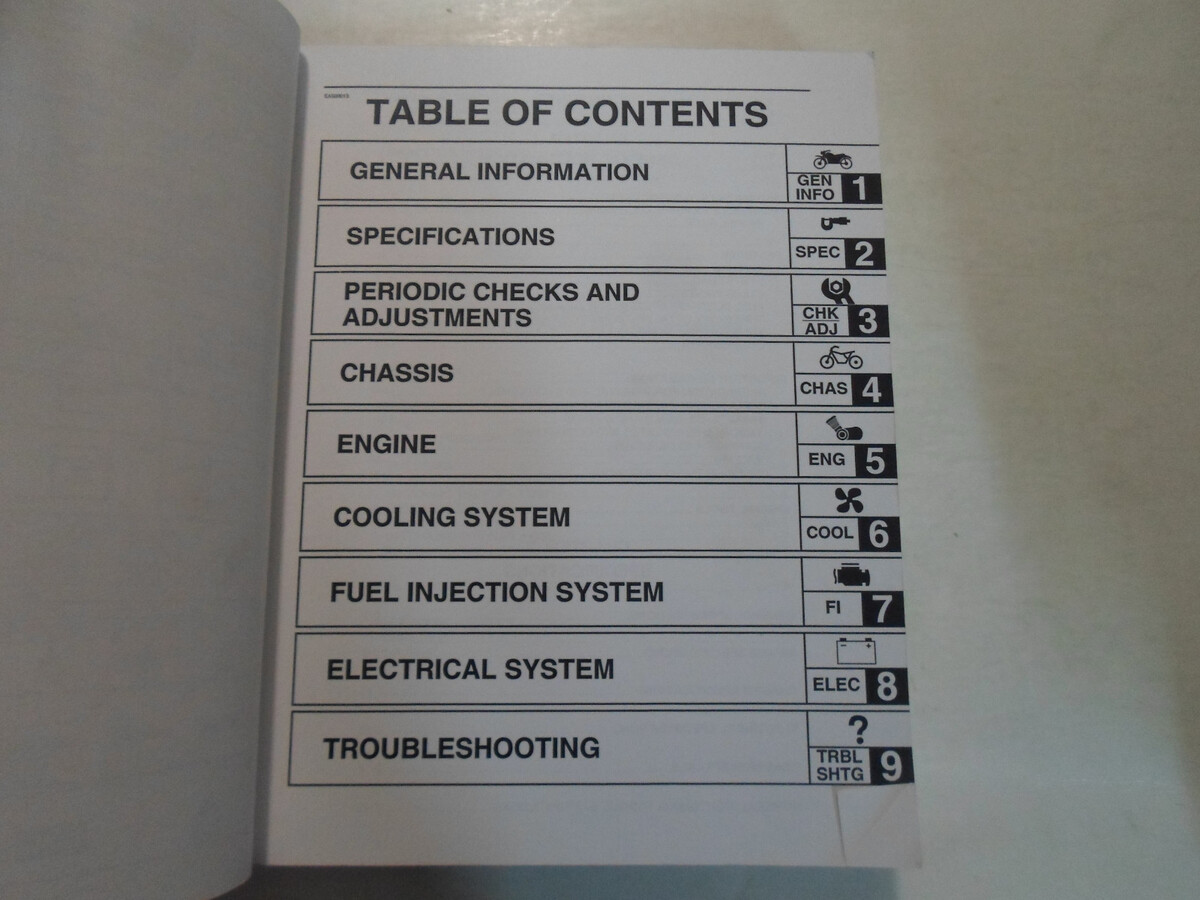 TABLE OF CONTENTS
GENERAL INFORMATION
GEN
INFO 1
SPECIFICATIONS
SPEC 2
PERIODIC CHECKS AND
ADJUSTMENTS
CHK
ADJ 3
CHASSIS
CHAS 4
ENGINE
ENG 5
COOLING SYSTEM
COOL 6
FUEL INJECTION SYSTEM
FI 7
ELECTRICAL SYSTEM
ELEC 8
TROUBLESHOOTING
?
TRBL
SHTG 9